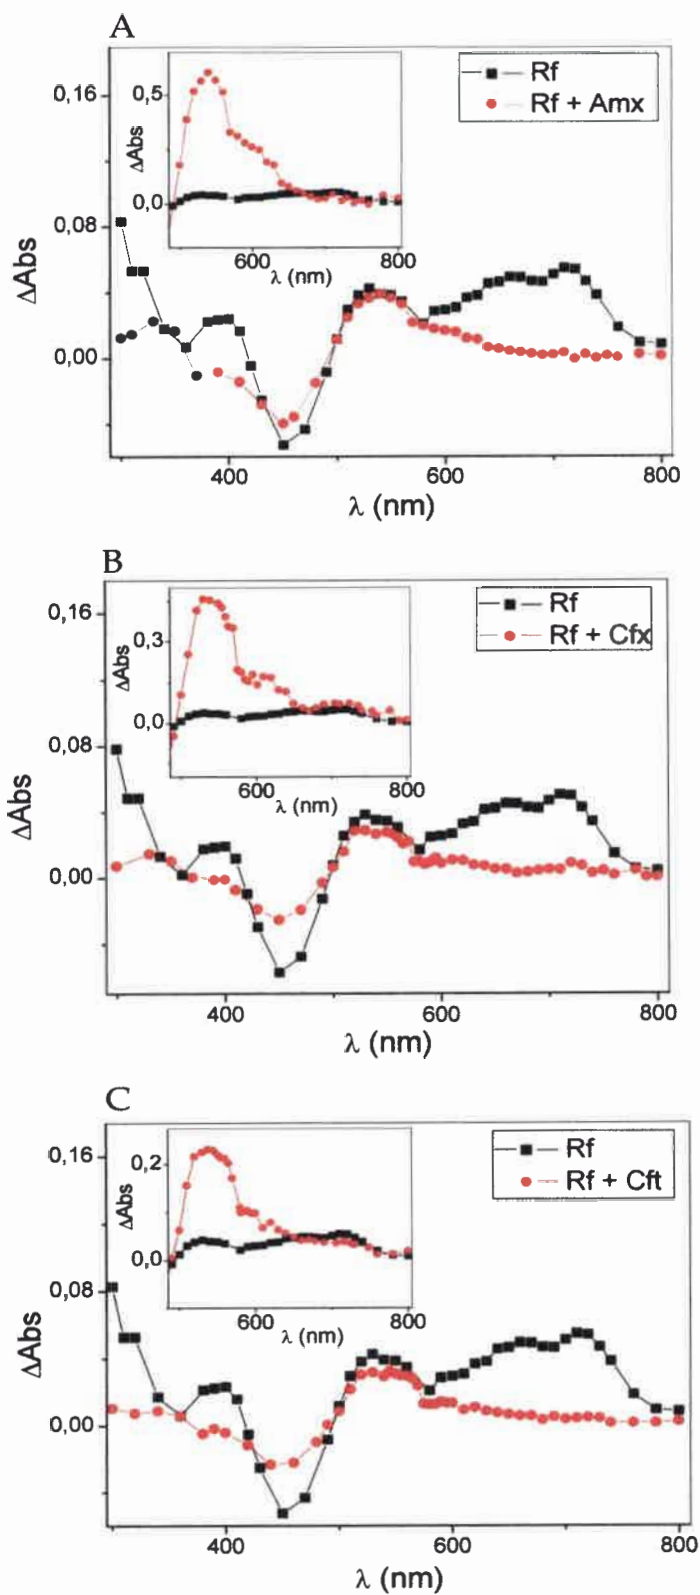 A
0,16
0,08
0,00
ΔAbs
400
600
800
λ (nm)
Rf
Rf + Amx
0,5
0,0
ΔAbs
600
800
λ (nm)
B
0,16
0,08
0,00
ΔAbs
400
600
800
λ (nm)
Rf
Rf + Cfx
0,3
0,0
ΔAbs
600
800
λ (nm)
C
0,16
0,08
0,00
ΔAbs
400
600
800
λ (nm)
Rf
Rf + Cft
0,2
0,0
ΔAbs
600
800
λ (nm)